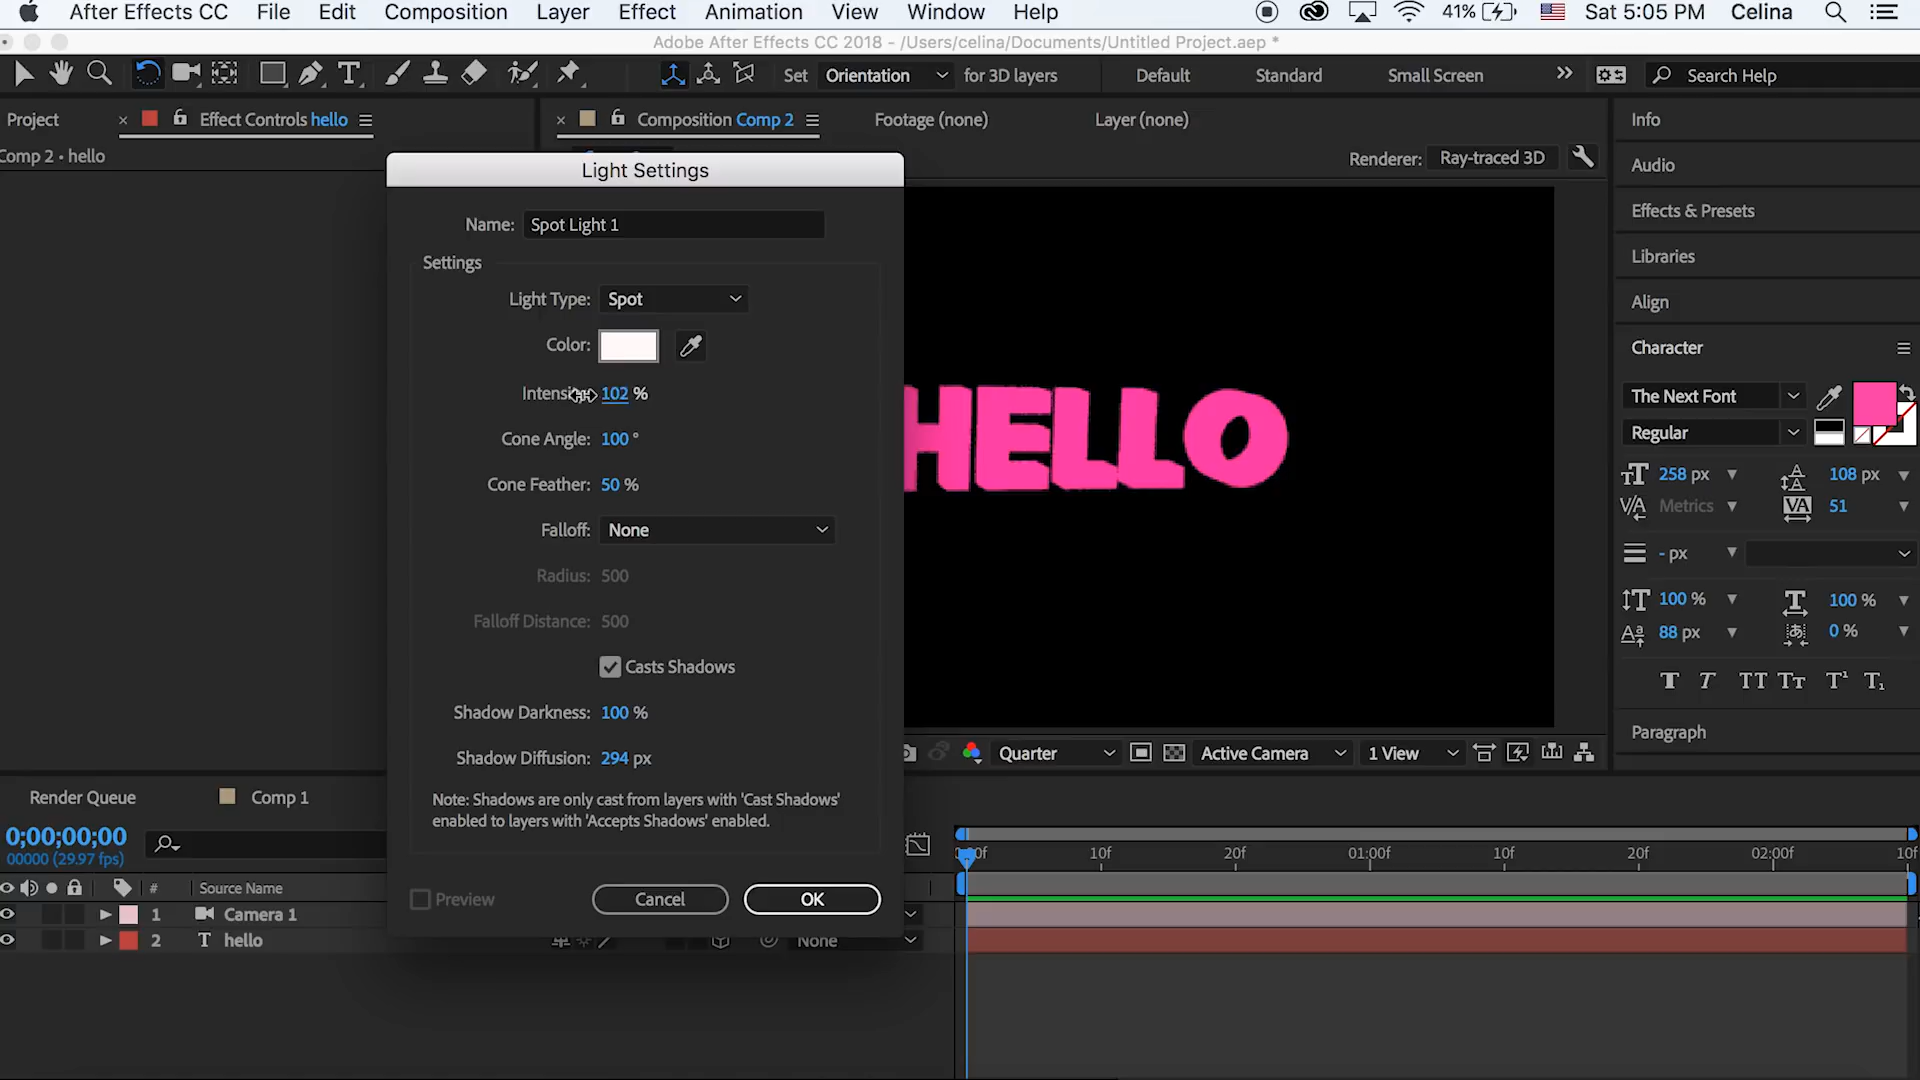 After Effects CC File Edit Composition Layer Effect Animation View Window Help 41% Sat 5:05 PM Celina
Adobe After Effects CC 2018 - /Users/celina/Documents/Untitled Project.aep *
Set Orientation for 3D layers Default Standard Small Screen Search Help
Project Effect Controls hello Composition Comp 2 Footage (none) Layer (none) Info
Comp 2 • hello
Renderer: Ray-traced 3D
Light Settings
Name: Spot Light 1
Settings
Light Type: Spot
Color:
102 %
Cone Angle: 100 °
Cone Feather: 50 %
Falloff: None
Radius: 500
Falloff Distance: 500
Casts Shadows
Shadow Darkness: 100 %
Shadow Diffusion: 294 px
Note: Shadows are only cast from layers with 'Cast Shadows'
enabled to layers with 'Accepts Shadows' enabled.
Preview Cancel OK
HELLO
Audio
Effects & Presets
Libraries
Align
Character
The Next Font
Regular
258 px 108 px
Metrics 51
- px
100 % 100 %
88 px 0 %
T T TT Tт T¹ T₁
Paragraph
Quarter Active Camera 1 View
Render Queue Comp 1
0;00;00;00
00000 (29.97 fps)
10f 20f 01:00f 10f 20f 02:00f 10f
# Source Name
1 Camera 1
2 T hello None